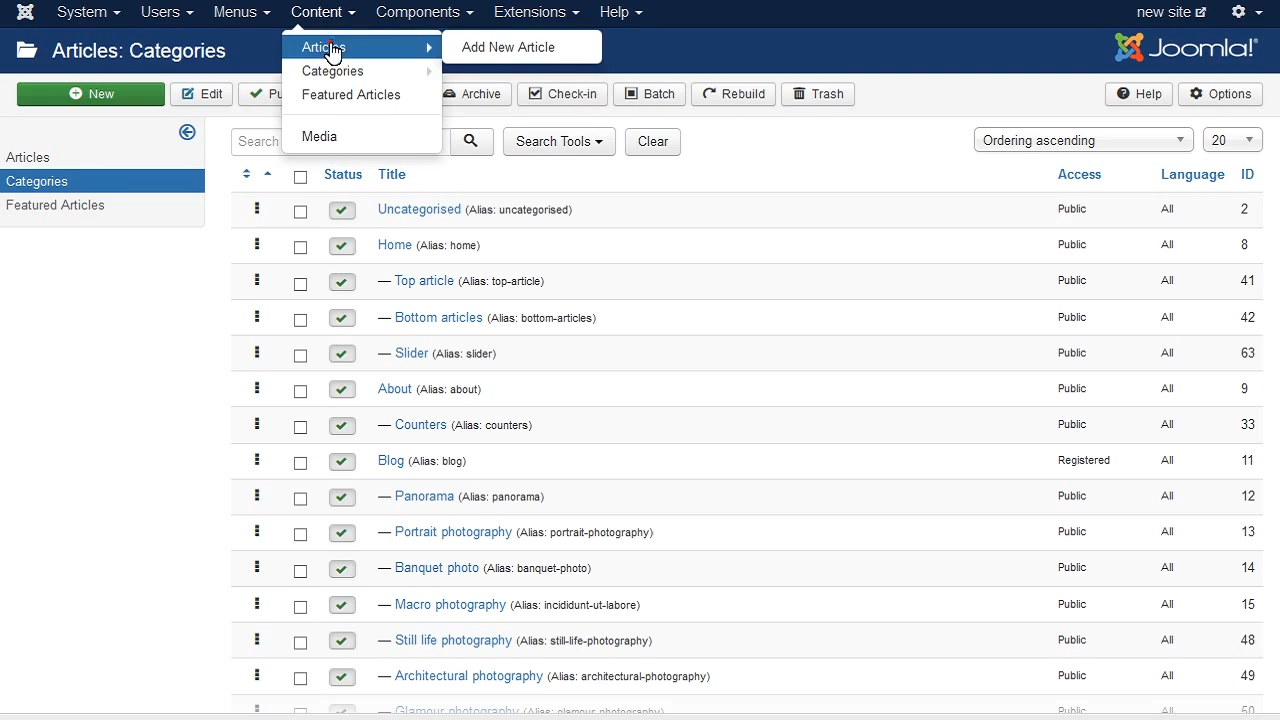 System Users Menus Content Components Extensions Help new site
Articles: Categories Joomla!®
Articles
Add New Article
Categories
Featured Articles
Media
New Edit Archive Check-in Batch Rebuild Trash Help Options
Search Search Tools Clear Ordering ascending 20
Articles
Categories
Featured Articles
Status Title Access Language ID
Uncategorised (Alias: uncategorised) Public All 2
Home (Alias: home) Public All 8
— Top article (Alias: top-article) Public All 41
— Bottom articles (Alias: bottom-articles) Public All 42
— Slider (Alias: slider) Public All 63
About (Alias: about) Public All 9
— Counters (Alias: counters) Public All 33
Blog (Alias: blog) Registered All 11
— Panorama (Alias: panorama) Public All 12
— Portrait photography (Alias: portrait-photography) Public All 13
— Banquet photo (Alias: banquet-photo) Public All 14
— Macro photography (Alias: incididunt-ut-labore) Public All 15
— Still life photography (Alias: still-life-photography) Public All 48
— Architectural photography (Alias: architectural-photography) Public All 49
— Glamour photography (Alias: glamour-photography) Public All 50